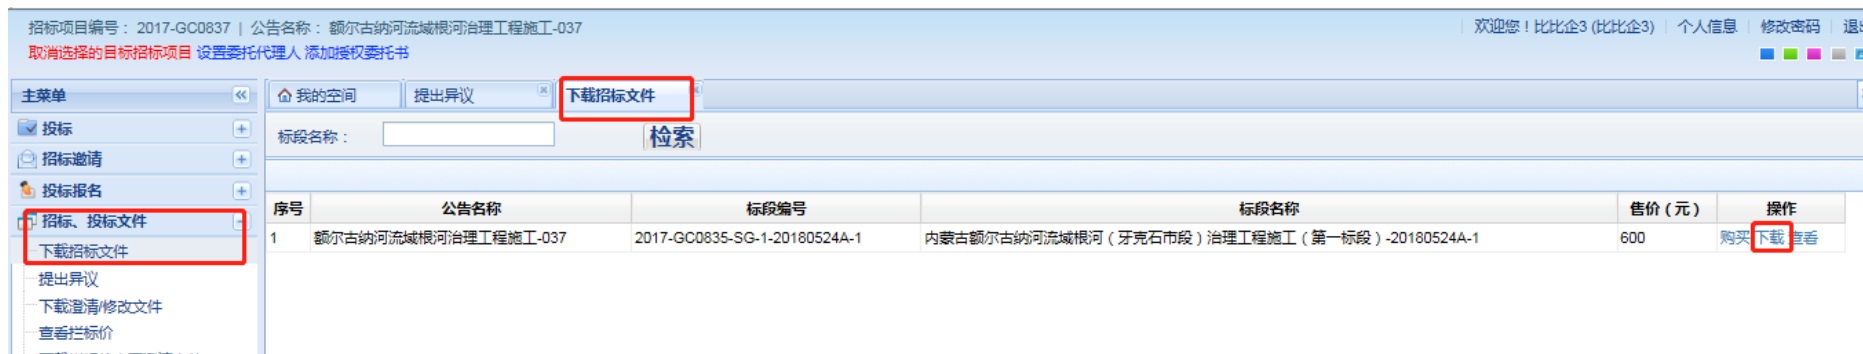 招标项目编号： 2017-GC0837 | 公告名称： 额尔古纳河流域根河治理工程施工-037
欢迎您！比比企3 (比比企3) 个人信息 修改密码
取消选择的目标招标项目 设置委托代理人 添加授权委托书
主菜单
我的空间 提出异议 下载招标文件
投标
标段名称： 检索
招标邀请
投标报名
招标、投标文件
序号 公告名称 标段编号 标段名称 售价（元） 操作
1 额尔古纳河流域根河治理工程施工-037 2017-GC0835-SG-1-20180524A-1 内蒙古额尔古纳河流域根河（牙克石市段）治理工程施工（第一标段）-20180524A-1 600 购买 下载 查看
下载招标文件
提出异议
下载澄清/修改文件
查看拦标价